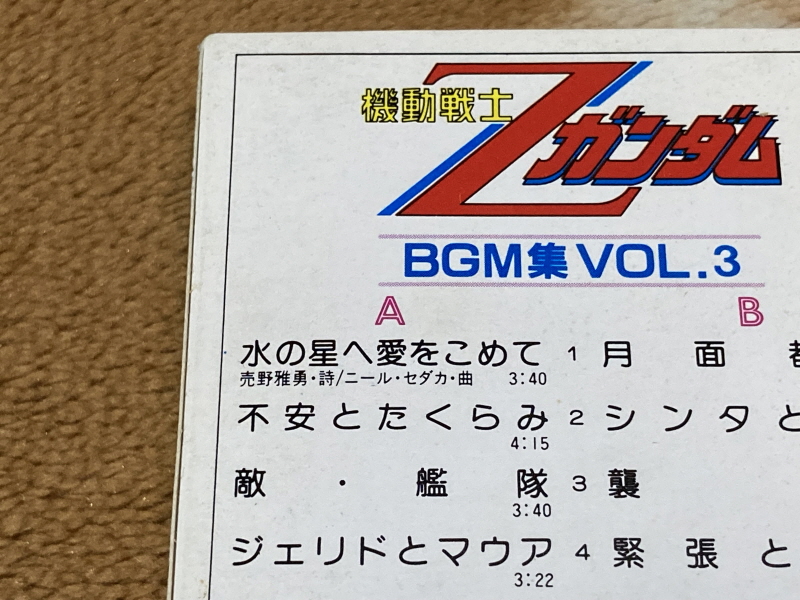 機動戦士
Zガンダム
BGM集 VOL.3
A B
水の星へ愛をこめて 1 月面
売野雅勇・詩/ニール・セダカ・曲 3:40
不安とたくらみ 2 シンタと
4:15
敵・艦隊 3 襲
3:40
ジェリドとマウア 4 緊張と
3:22